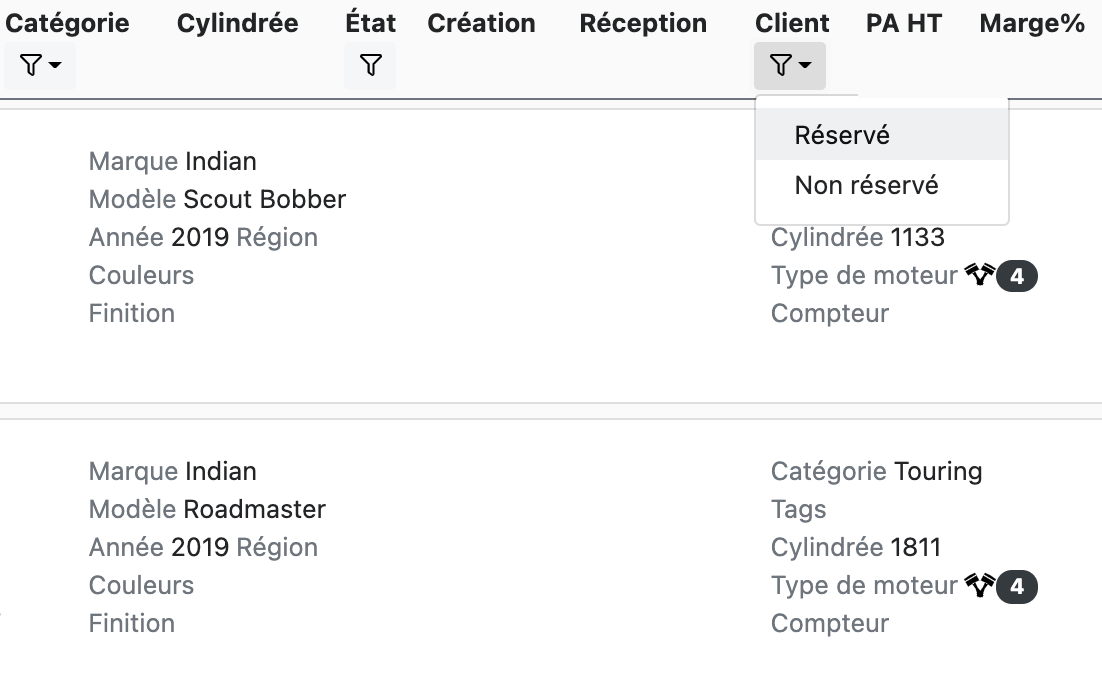 Catégorie Cylindrée État Création Réception Client PA HT Marge%
Réservé
Non réservé
Marque Indian
Modèle Scout Bobber
Année 2019 Région
Couleurs
Finition
Cylindrée 1133
Type de moteur 4
Compteur
Marque Indian
Modèle Roadmaster
Année 2019 Région
Couleurs
Finition
Catégorie Touring
Tags
Cylindrée 1811
Type de moteur 4
Compteur